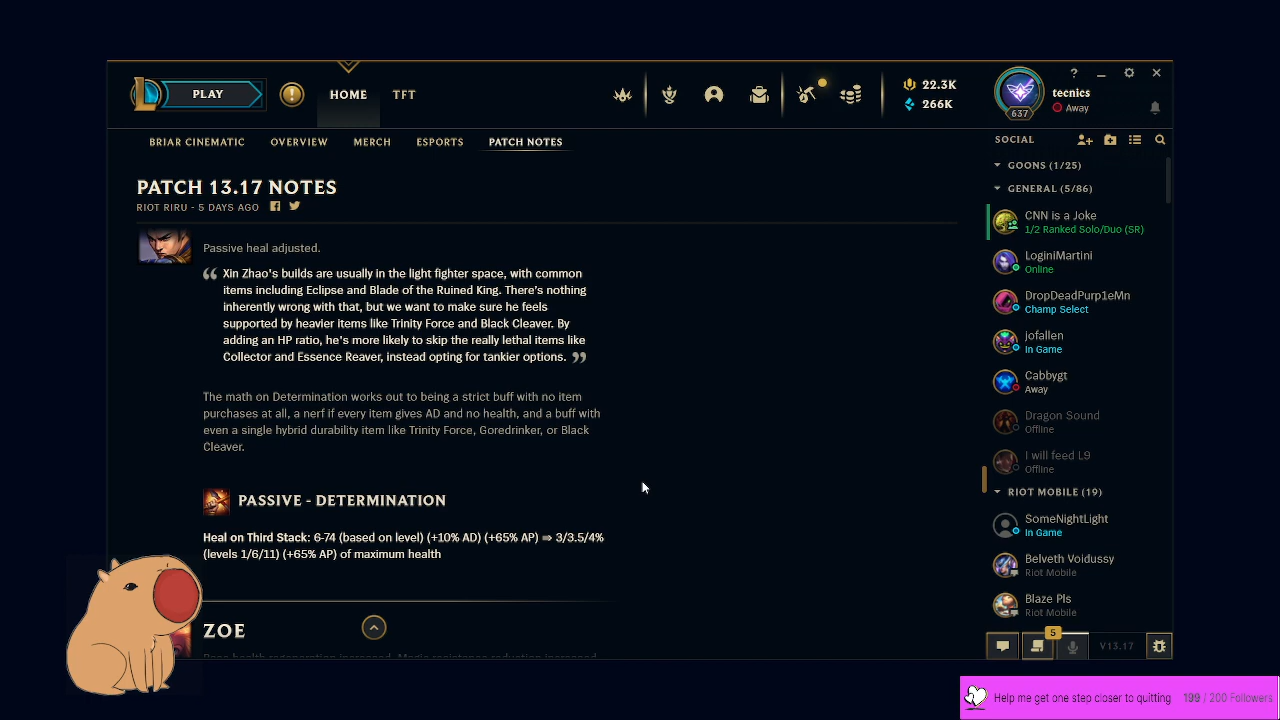 PLAY
HOME
TFT
22.3K
266K
637
tecnics
Away
BRIAR CINEMATIC
OVERVIEW
MERCH
ESPORTS
PATCH NOTES
PATCH 13.17 NOTES
RIOT RIRU - 5 DAYS AGO
Passive heal adjusted.
Xin Zhao's builds are usually in the light fighter space, with common
items including Eclipse and Blade of the Ruined King. There's nothing
inherently wrong with that, but we want to make sure he feels
supported by heavier items like Trinity Force and Black Cleaver. By
adding an HP ratio, he's more likely to skip the really lethal items like
Collector and Essence Reaver, instead opting for tankier options.
The math on Determination works out to being a strict buff with no item
purchases at all, a nerf if every item gives AD and no health, and a buff with
even a single hybrid durability item like Trinity Force, Goredrinker, or Black
Cleaver.
PASSIVE - DETERMINATION
Heal on Third Stack: 6-74 (based on level) (+10% AD) (+65% AP) ⇒ 3/3.5/4%
(levels 1/6/11) (+65% AP) of maximum health
ZOE
Base health regeneration increased. Magic resistance reduction increased.
SOCIAL
GOONS (1/25)
GENERAL (5/86)
CNN is a Joke
1/2 Ranked Solo/Duo (SR)
LoginiMartini
Online
DropDeadPurp1eMn
Champ Select
jofallen
In Game
Cabbygt
Away
Dragon Sound
Offline
I will feed L9
Offline
RIOT MOBILE (19)
SomeNightLight
In Game
Belveth Voidussy
Riot Mobile
Blaze Pls
Riot Mobile
5
V13.17
Help me get one step closer to quitting 199 / 200 Followers